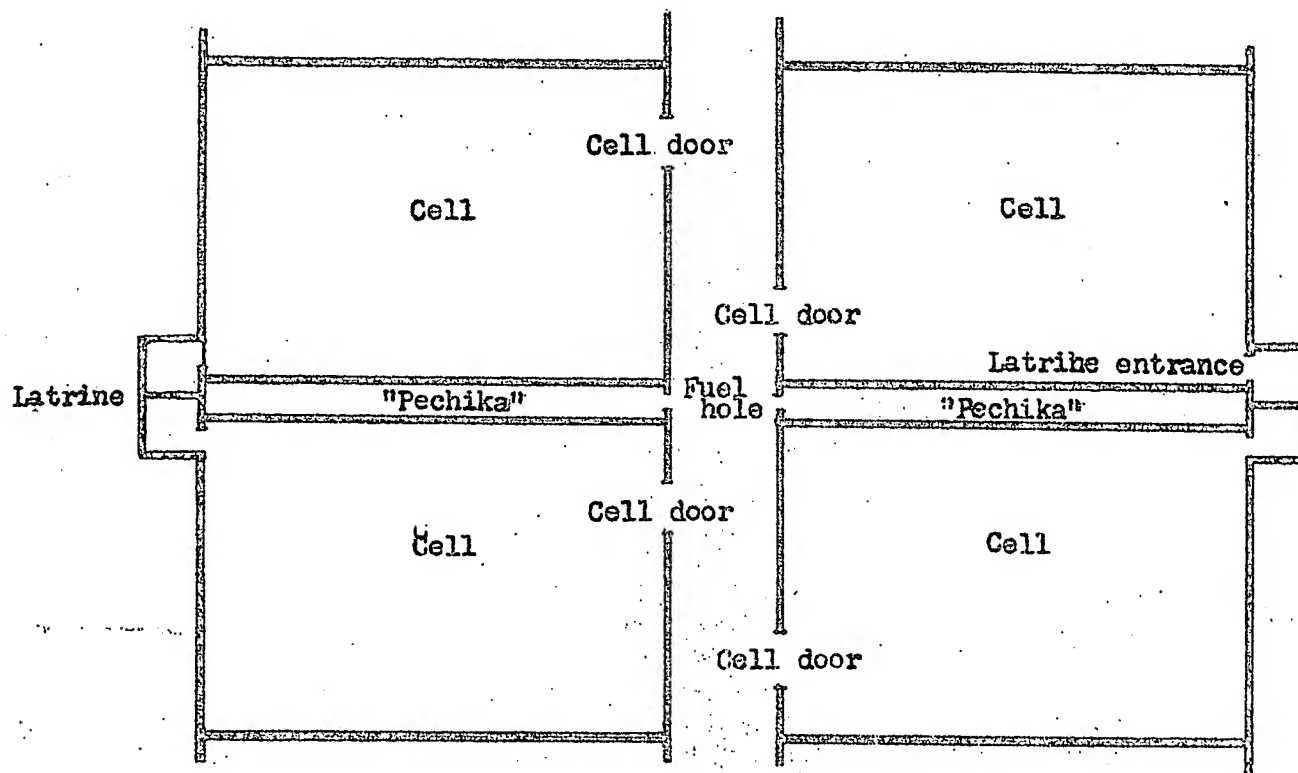 Cell door
Cell
Cell
Cell door
Latrine entrance
Latrine
"Pechika"
Fuel
hole
"Pechika"
Cell door
Cell
Cell
Cell door